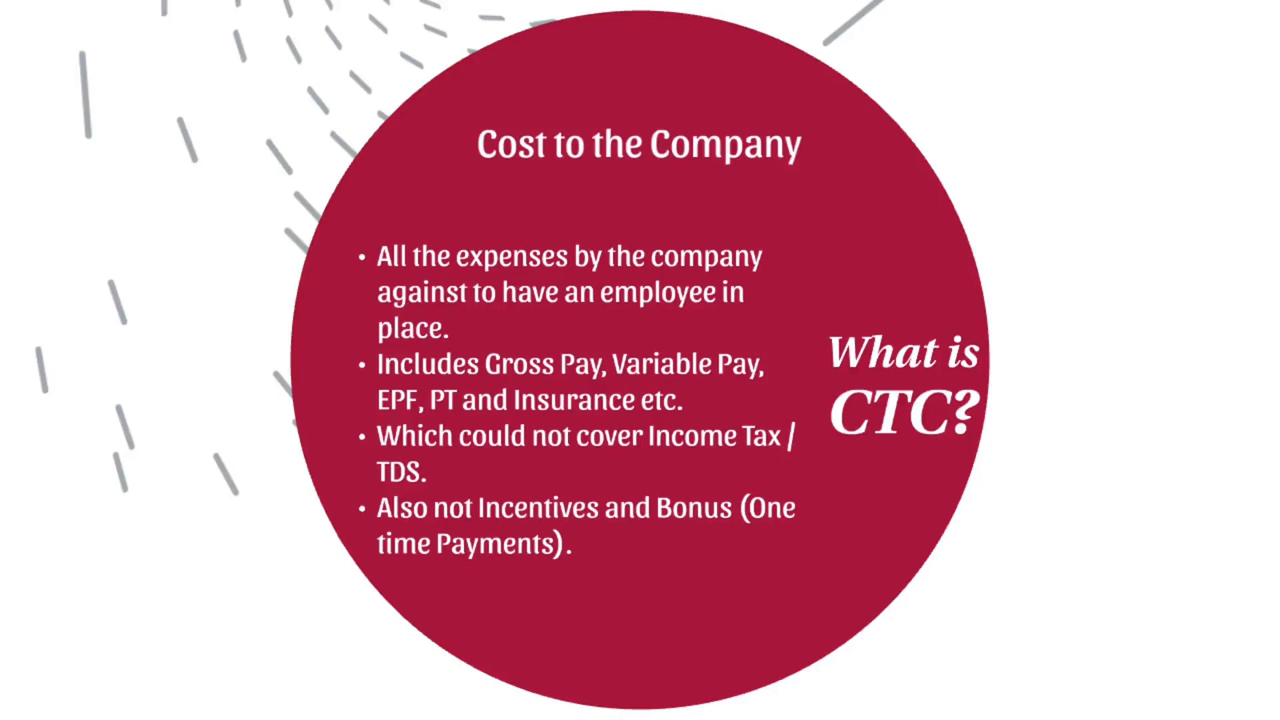 Cost to the Company
• All the expenses by the company
against to have an employee in
place.
• Includes Gross Pay, Variable Pay,
EPF, PT and Insurance etc.
• Which could not cover Income Tax /
TDS.
• Also not Incentives and Bonus (One
time Payments).
What is
CTC?